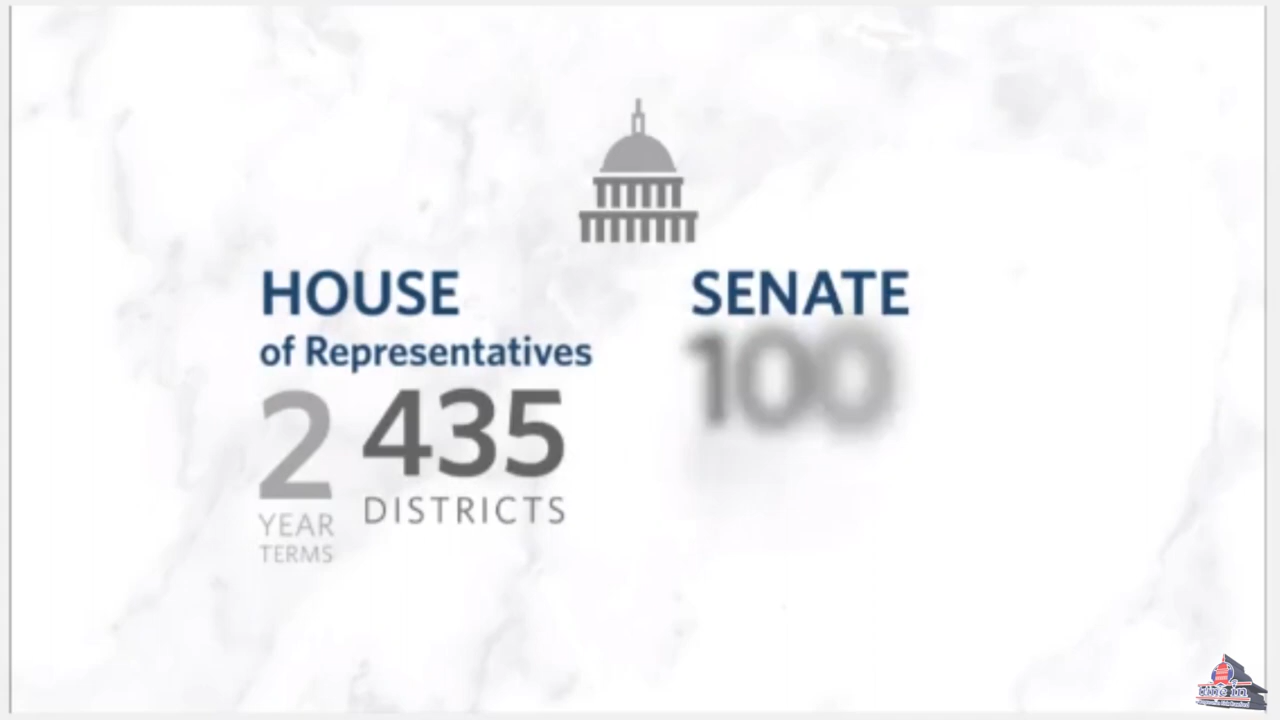 HOUSE
of Representatives
2
YEAR
TERMS
435
DISTRICTS
SENATE
100